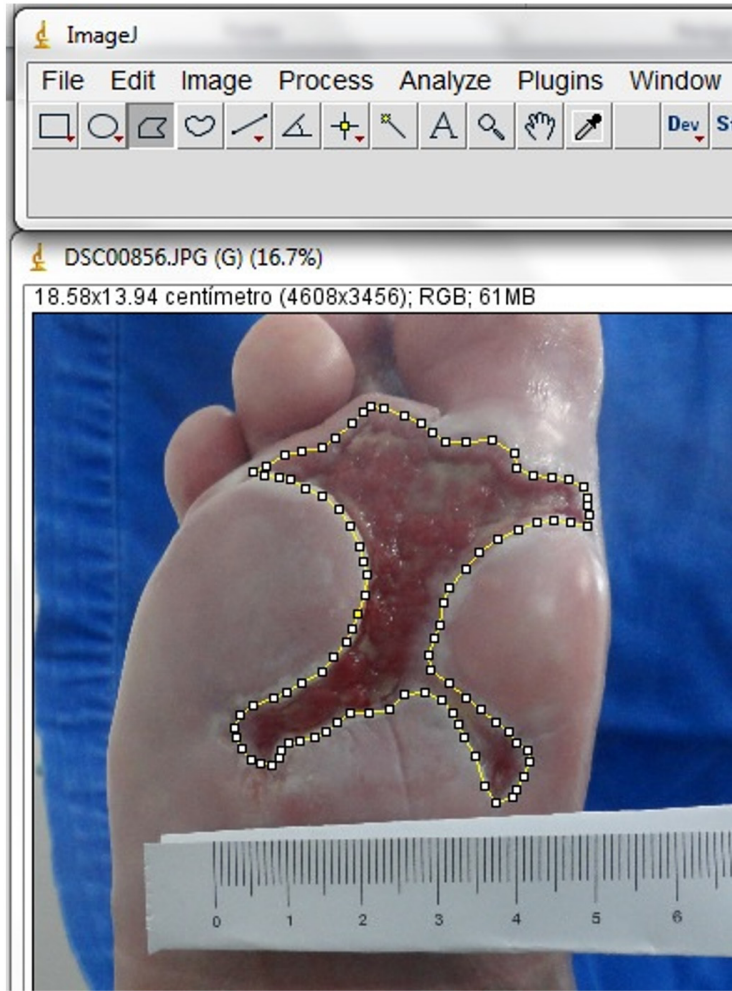 ImageJ
File Edit Image Process Analyze Plugins Window
A Dev
DSC00856.JPG (G) (16.7%)
18.58x13.94 centímetro (4608x3456); RGB; 61MB
0 1 2 3 4 5 6